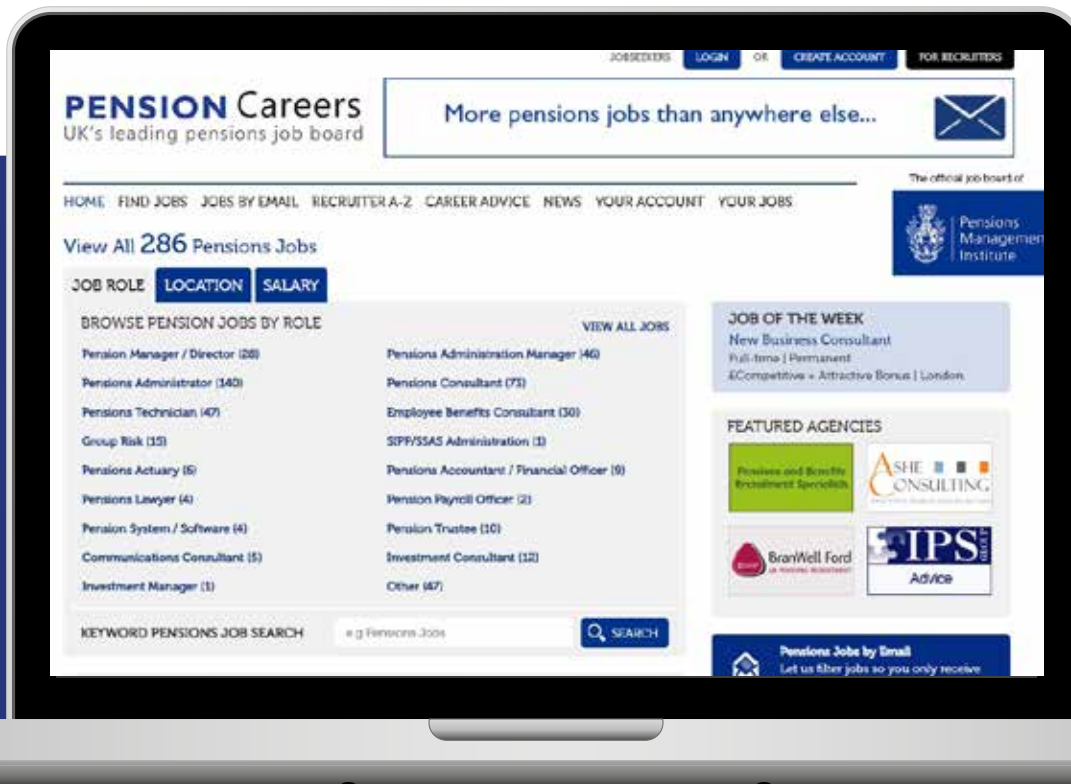 JOBSEEKERS LOGIN OR CREATE ACCOUNT FOR RECRUITERS
PENSION Careers
UK's leading pensions job board
More pensions jobs than anywhere else...
The official job board of
HOME FIND JOBS JOBS BY EMAIL RECRUITER A-Z CAREER ADVICE NEWS YOUR ACCOUNT YOUR JOBS
Pensions
Managemen
Institute
View All 286 Pensions Jobs
JOB ROLE LOCATION SALARY
BROWSE PENSION JOBS BY ROLE VIEW ALL JOBS
Pension Manager / Director (28) Pensions Administration Manager (46)
Pensions Administrator (140) Pensions Consultant (73)
Pensions Technician (47) Employee Benefits Consultant (30)
Group Risk (15) SIPP/SSAS Administration (1)
Pensions Actuary (6) Pensions Accountant / Financial Officer (9)
Pensions Lawyer (4) Pension Payroll Officer (2)
Pension System / Software (4) Pension Trustee (10)
Communications Consultant (5) Investment Consultant (12)
Investment Manager (1) Other (47)
KEYWORD PENSIONS JOB SEARCH e.g Pensions Jobs SEARCH
JOB OF THE WEEK
New Business Consultant
Full-time | Permanent
£Competitive + Attractive Bonus | London
FEATURED AGENCIES
Pensions and Benefits
Recruitment Specialists
ASHE
CONSULTING
BranWell Ford
IPS GROUP
Advice
Pensions Jobs by Email
Let us filter jobs so you only receive